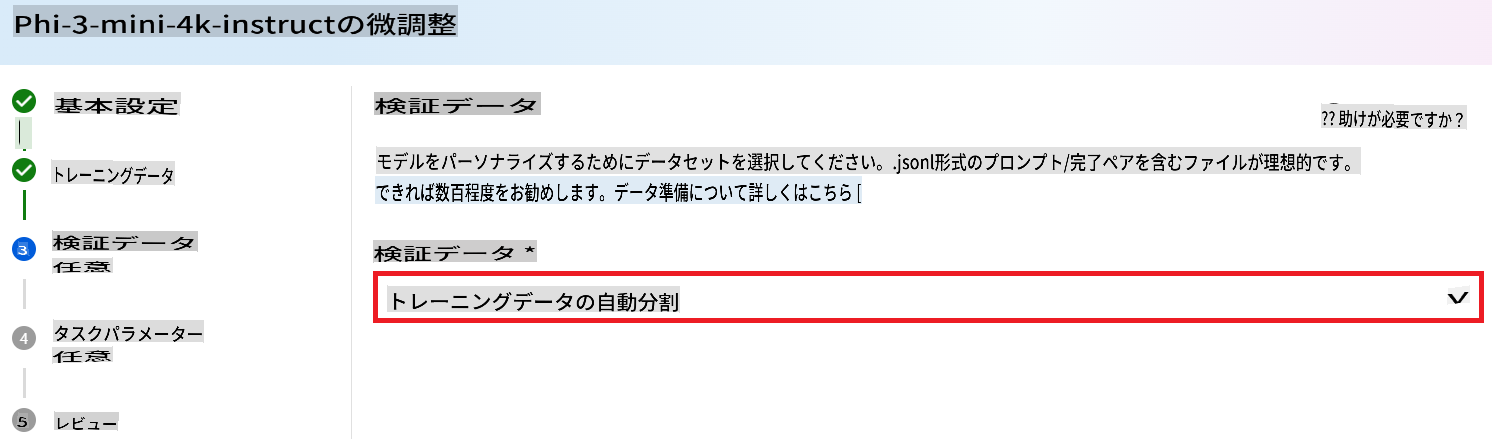 Phi-3-mini-4k-instructの微調整
基本設定
トレーニングデータ
3
検証データ
任意
4
タスクパラメーター
任意
5
レビュー
検証データ
?? 助けが必要ですか？
モデルをパーソナライズするためにデータセットを選択してください。.jsonl形式のプロンプト/完了ペアを含むファイルが理想的です。
できれば数百程度をお勧めします。データ準備について詳しくはこちら [
検証データ *
トレーニングデータの自動分割